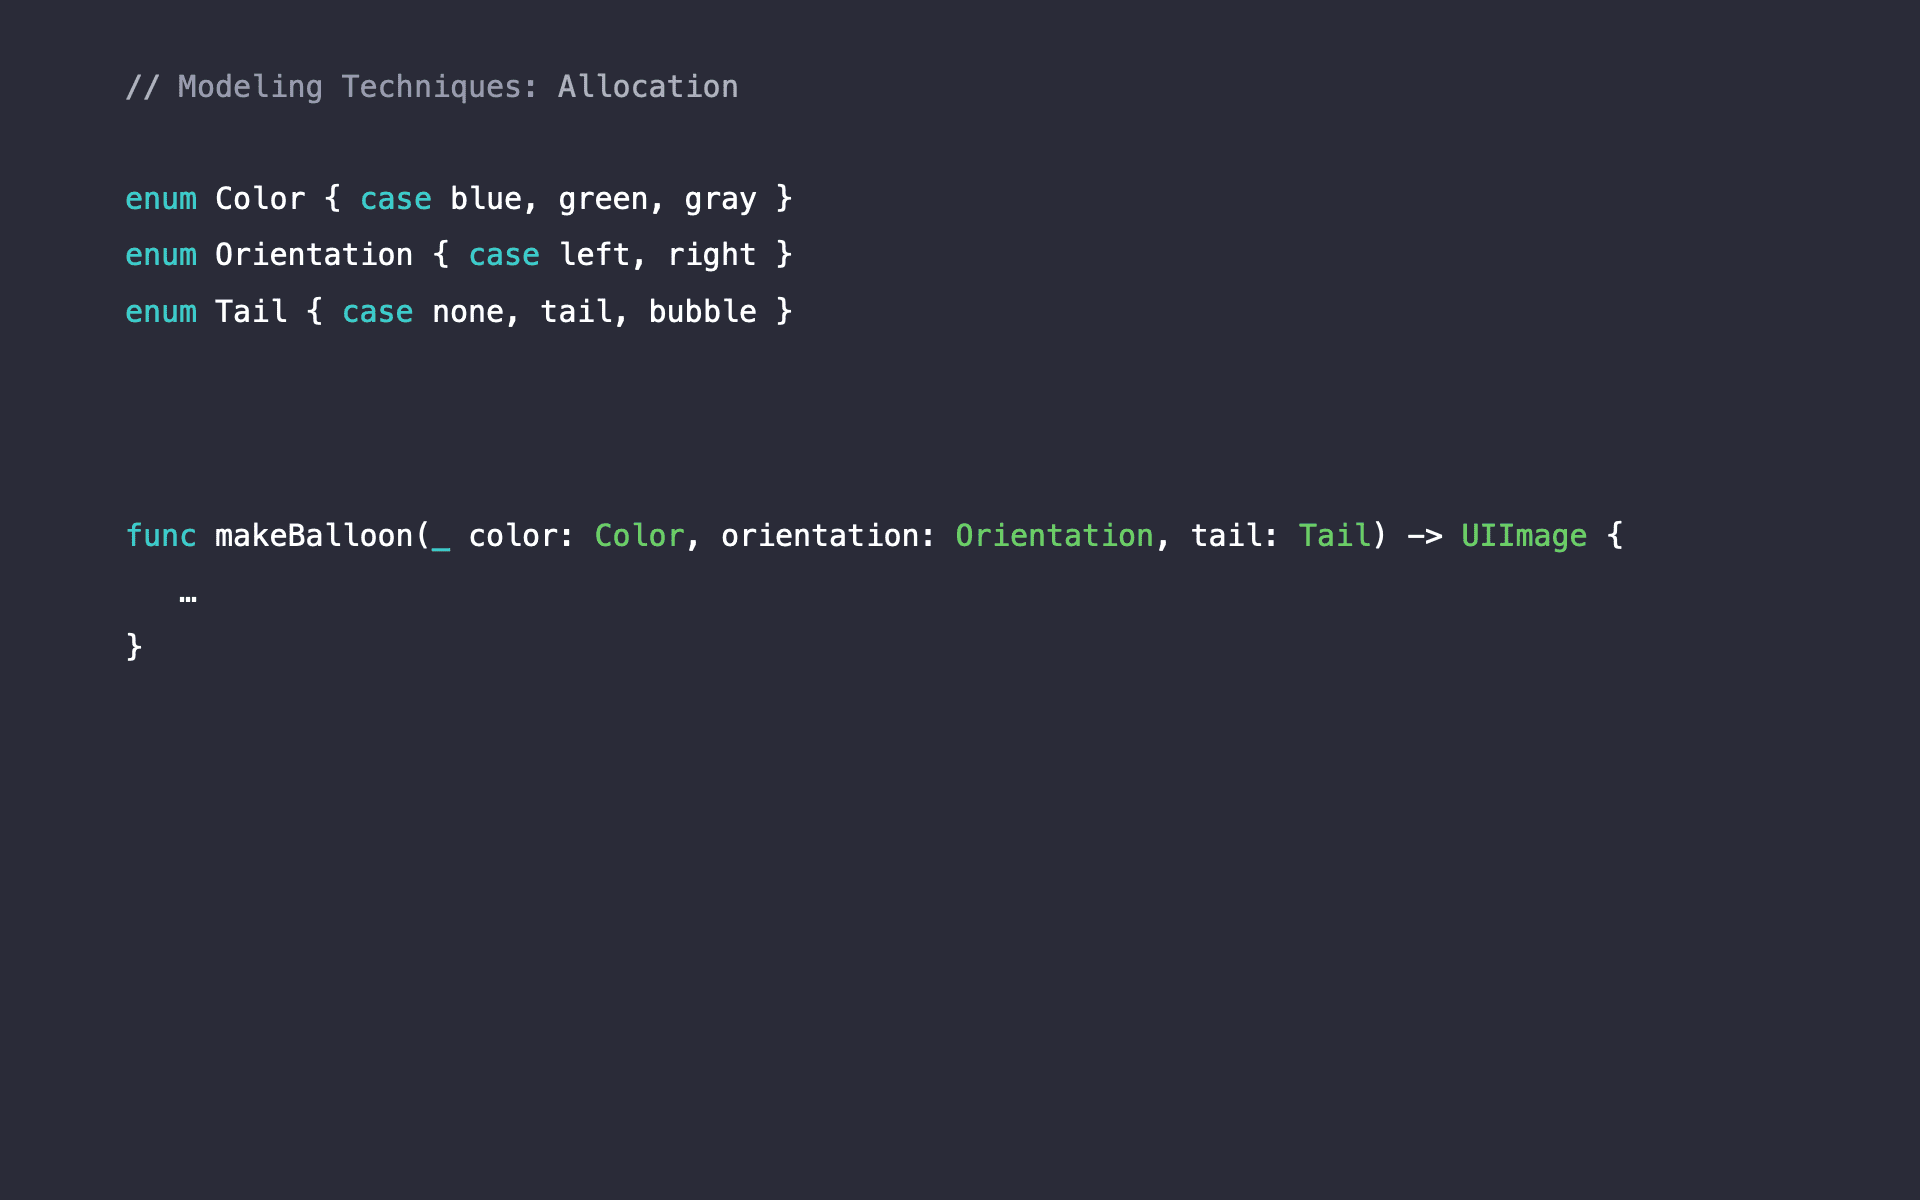 // Modeling Techniques: Allocation
enum Color { case blue, green, gray }
enum Orientation { case left, right }
enum Tail { case none, tail, bubble }
func makeBalloon(_ color: Color, orientation: Orientation, tail: Tail) -> UIImage {
…
}